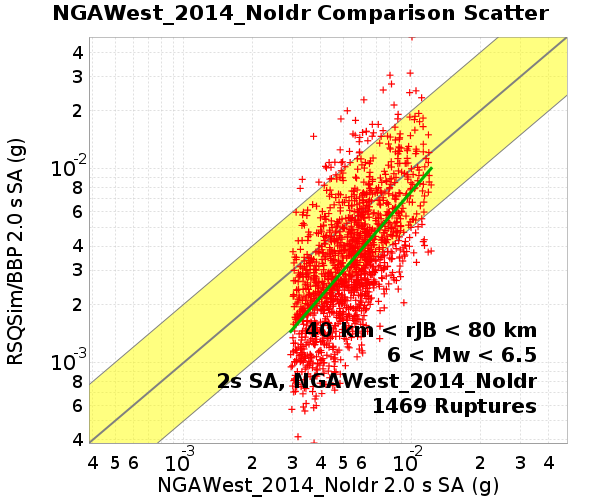 NGAWest_2014_NoIdr Comparison Scatter
RSQSim/BBP 2.0 s SA (g)
4
3
2
10-2
8
6
4
3
2
10-3
8
6
4
40 km < rJB < 80 km
6 < Mw < 6.5
2s SA, NGAWest_2014_NoIdr
1469 Ruptures
4 5 6 10-3 2 3 4 5 6 10-2 2 3 4
NGAWest_2014_NoIdr 2.0 s SA (g)